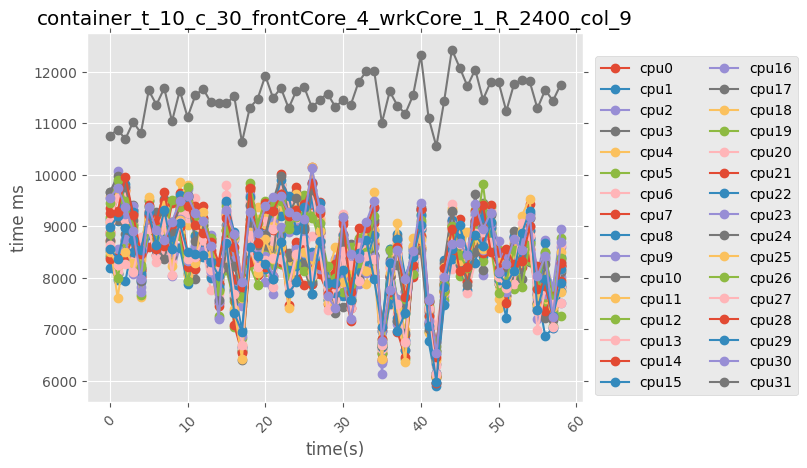 container_t_10_c_30_frontCore_4_wrkCore_1_R_2400_col_9
time ms
12000
11000
10000
9000
8000
7000
6000
0
10
20
30
40
50
60
time(s)
cpu0
cpu1
cpu2
cpu3
cpu4
cpu5
cpu6
cpu7
cpu8
cpu9
cpu10
cpu11
cpu12
cpu13
cpu14
cpu15
cpu16
cpu17
cpu18
cpu19
cpu20
cpu21
cpu22
cpu23
cpu24
cpu25
cpu26
cpu27
cpu28
cpu29
cpu30
cpu31